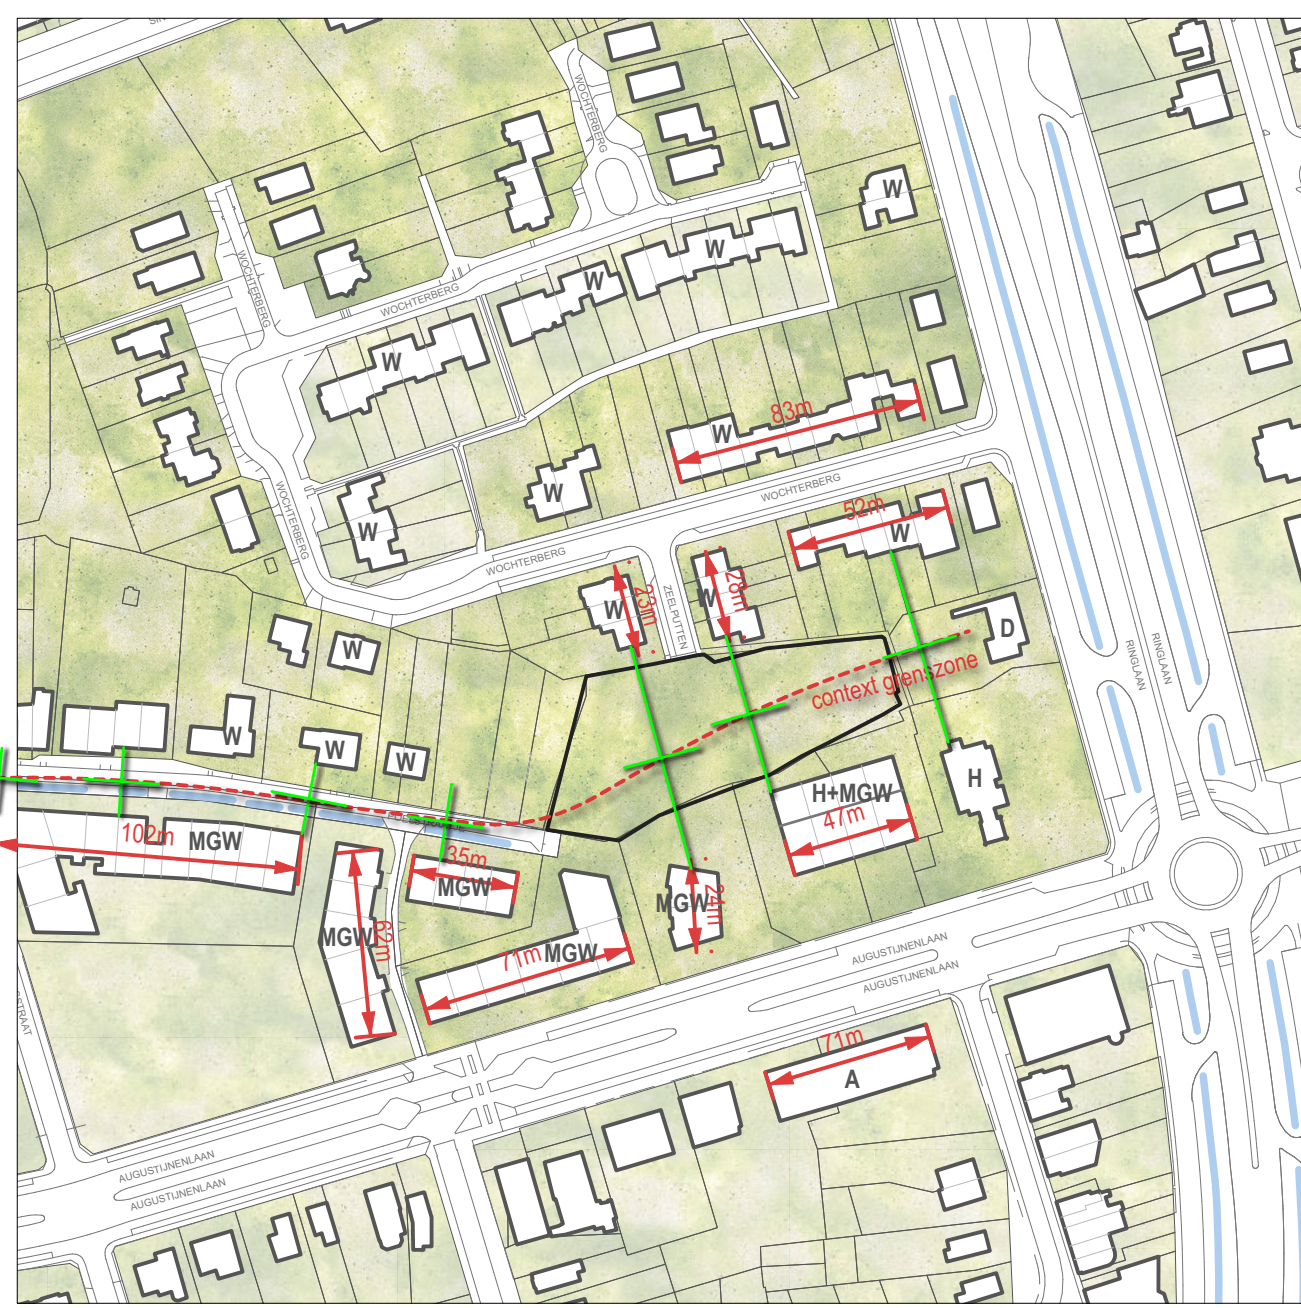 WOCHTERBERG
W
W
WOCHTERBERG
W
WOCHTERBERG
W
83m
W
WOCHTERBERG
W
WOCHTERBERG
52m
W
W
WOCHTERBERG
23m
W
28m
W
ZEELPUTTEN
D
W
RINGLAAN
RINGLAAN
context grenszone
W
W
W
H
H+MGW
47m
102m
MGW
35m
MGW
MGW
24m
62m
MGW
71m
MGW
AUGUSTIJNENLAAN
AUGUSTIJNENLAAN
71m
A
AUGUSTIJNENLAAN
AUGUSTIJNENLAAN